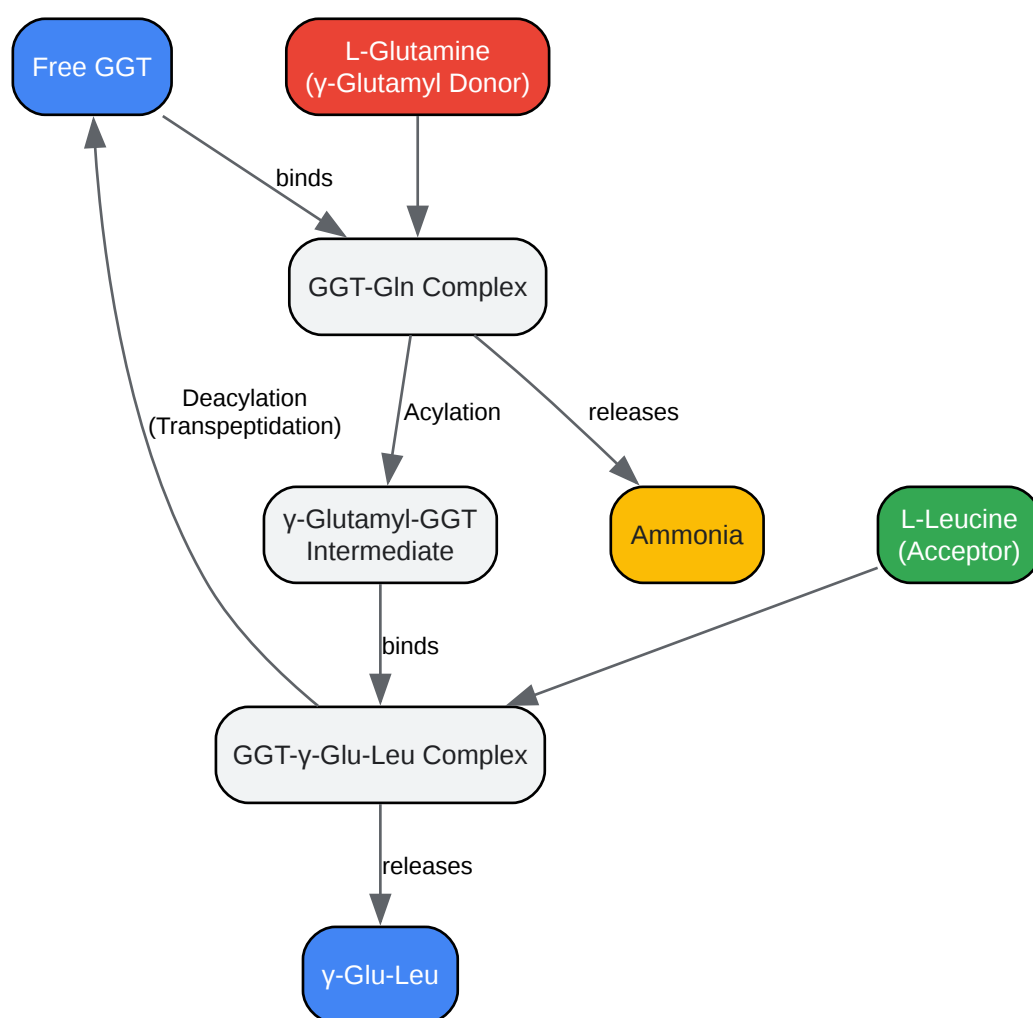 Free GGT
L-Glutamine
(γ-Glutamyl Donor)
binds
GGT-Gln Complex
Deacylation
(Transpeptidation)
Acylation
releases
γ-Glutamyl-GGT
Intermediate
Ammonia
L-Leucine
(Acceptor)
binds
GGT-γ-Glu-Leu Complex
releases
γ-Glu-Leu